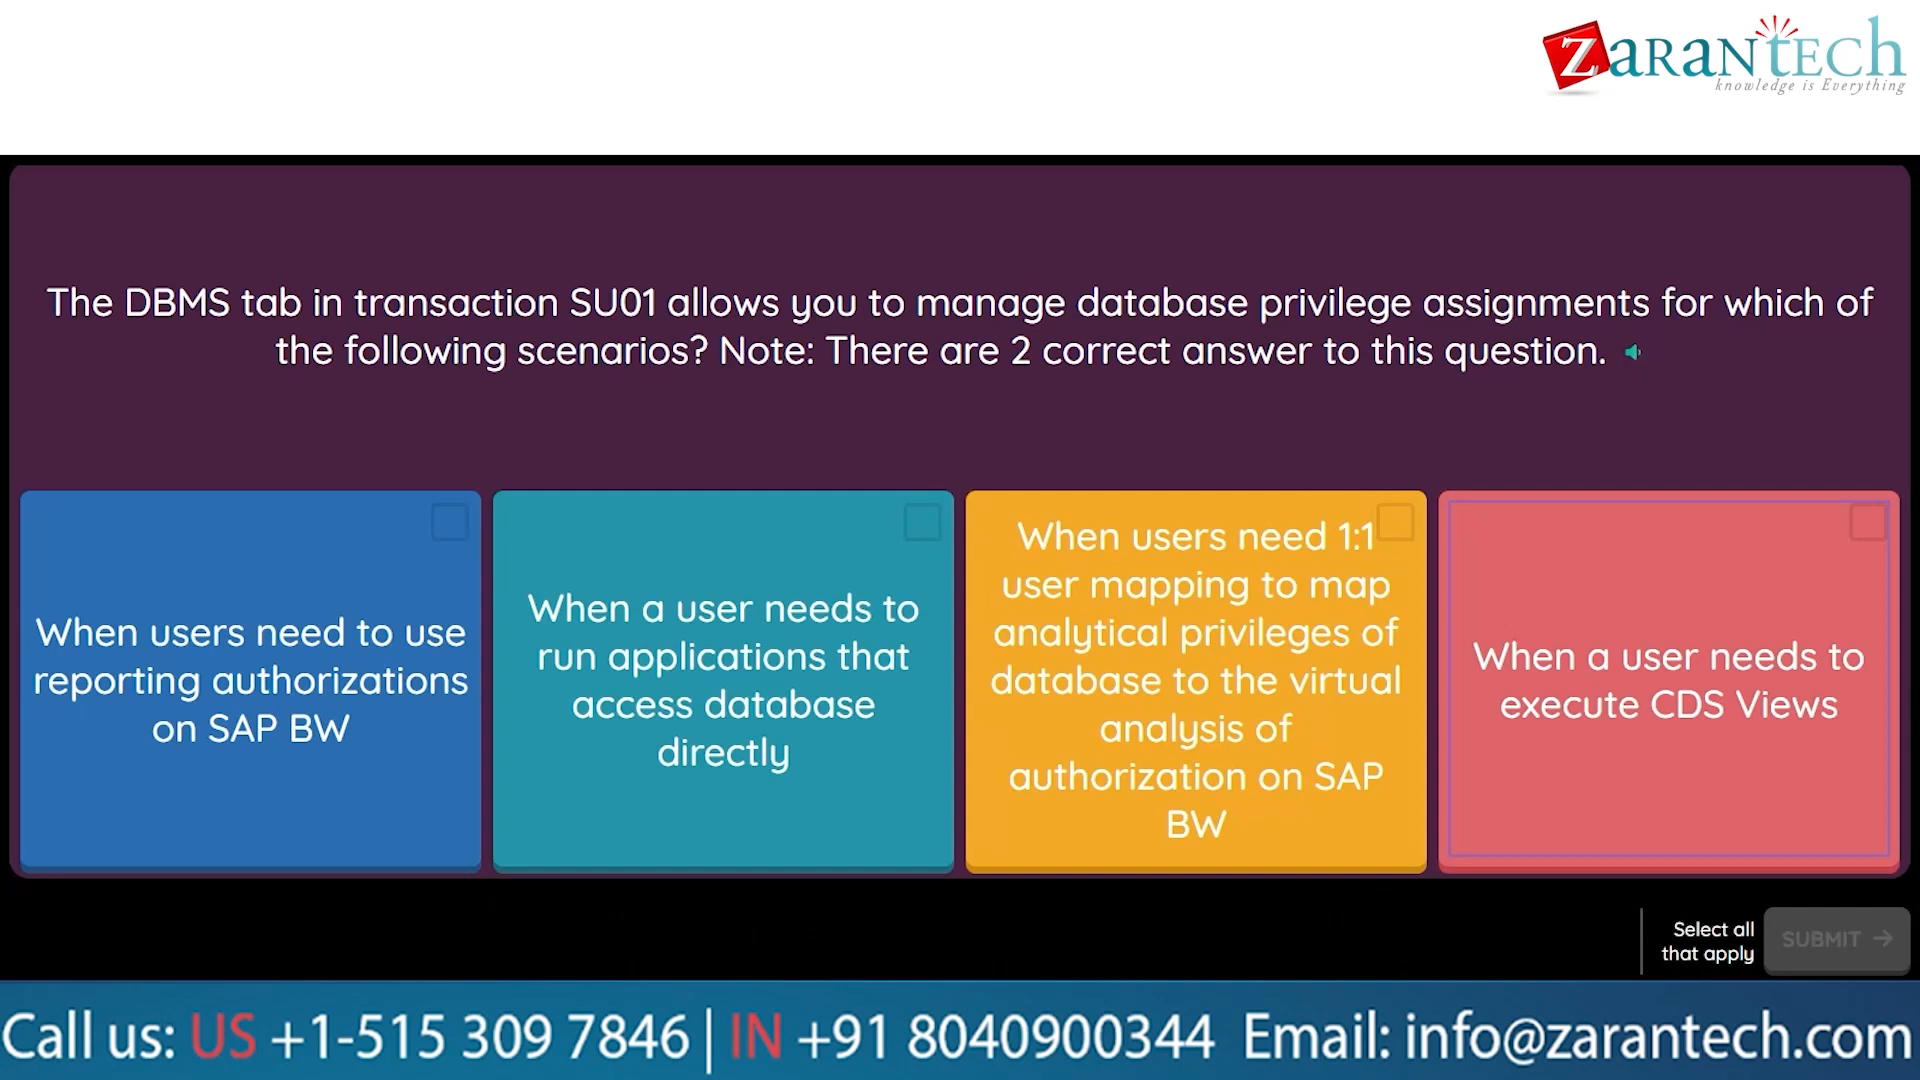 ZaranTech
knowledge is Everything
The DBMS tab in transaction SU01 allows you to manage database privilege assignments for which of
the following scenarios? Note: There are 2 correct answer to this question.
When users need to use
reporting authorizations
on SAP BW
When a user needs to
run applications that
access database
directly
When users need 1:1
user mapping to map
analytical privileges of
database to the virtual
analysis of
authorization on SAP
BW
When a user needs to
execute CDS Views
Select all
that apply
SUBMIT →
Call us: US +1-515 309 7846 | IN +91 8040900344 Email: info@zarantech.com